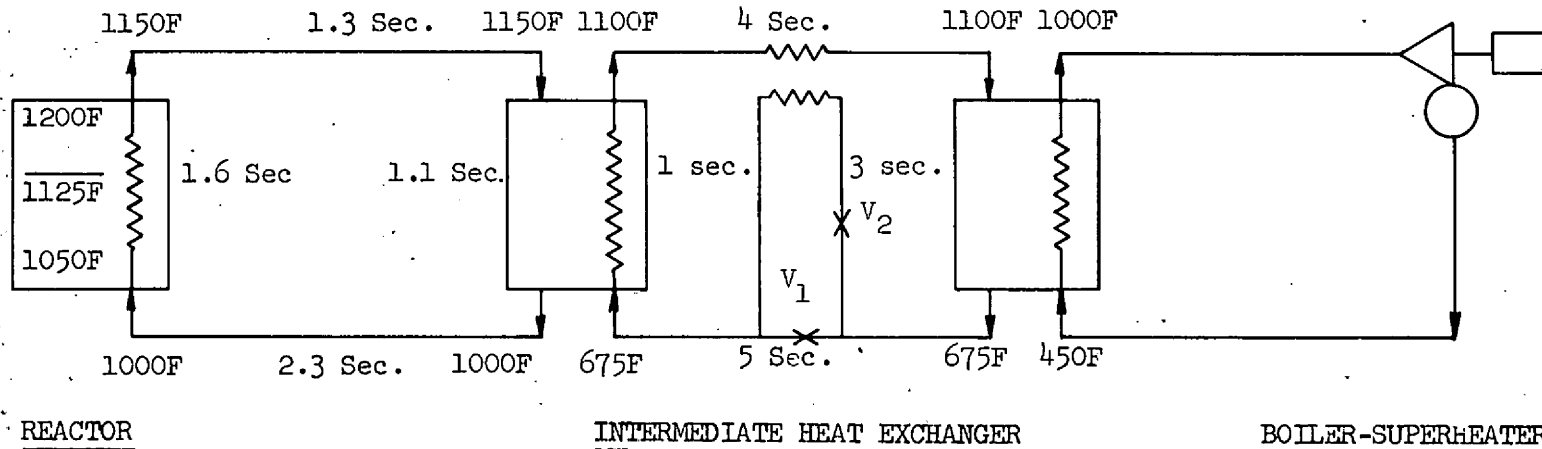 1150F 1.3 Sec. 1150F 1100F 4 Sec. 1100F 1000F
1200F
1125F 1.6 Sec 1.1 Sec. 1 sec. 3 sec.
V2
1050F
V1
1000F 2.3 Sec. 1000F 675F 5 Sec. 675F 450F
REACTOR INTERMEDIATE HEAT EXCHANGER BOILER-SUPERHEATER